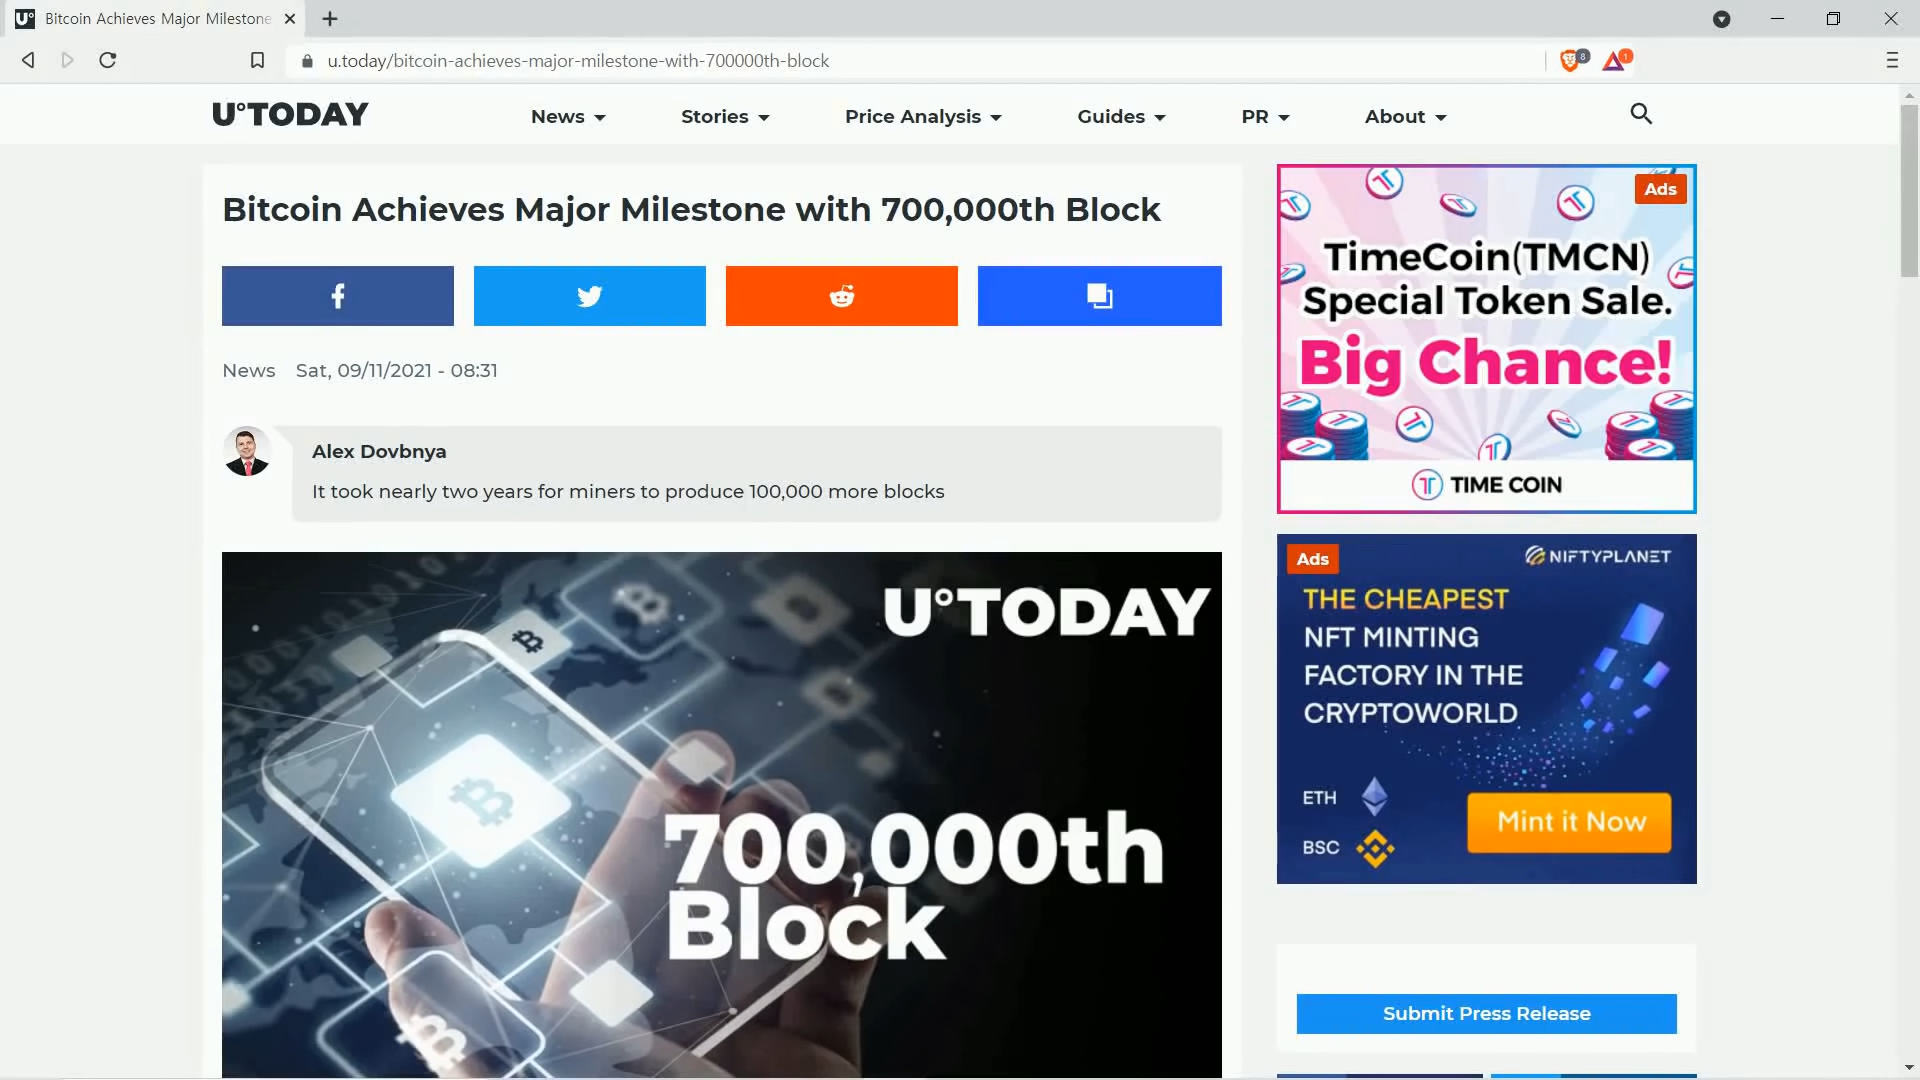 Bitcoin Achieves Major Milestone
u.today/bitcoin-achieves-major-milestone-with-700000th-block
8
1
U°TODAY
News
Stories
Price Analysis
Guides
PR
About
Bitcoin Achieves Major Milestone with 700,000th Block
News Sat, 09/11/2021 - 08:31
Alex Dovbnya
It took nearly two years for miners to produce 100,000 more blocks
U°TODAY
700,000th
Block
Ads
TimeCoin(TMCN)
Special Token Sale.
Big Chance!
TIME COIN
Ads
NIFTYPLANET
THE CHEAPEST
NFT MINTING
FACTORY IN THE
CRYPTOWORLD
ETH
BSC
Mint it Now
Submit Press Release